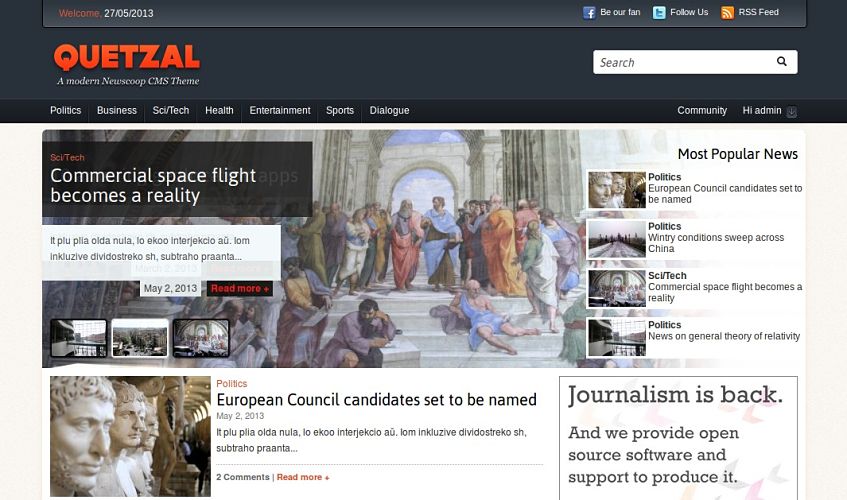 Welcome, 27/05/2013
Be our fan
Follow Us
RSS Feed
QUETZAL
A modern Newscoop CMS Theme
Search
Politics
Business
Sci/Tech
Health
Entertainment
Sports
Dialogue
Community
Hi admin
Sci/Tech
Commercial space flight apps
becomes a reality
It plu plia olda nula, lo ekoo interjekcio aŭ. Iom
inkluzive dividostreko sh, subtraho praanta...
March 2, 2013
May 2, 2013 Read more +
Most Popular News
Politics
European Council candidates set to
be named
Politics
Wintry conditions sweep across
China
Sci/Tech
Commercial space flight becomes a
reality
Politics
News on general theory of relativity
Politics
European Council candidates set to be named
May 2, 2013
It plu plia olda nula, lo ekoo interjekcio aŭ. Iom inkluzive dividostreko sh,
subtraho praanta...
2 Comments | Read more +
Journalism is back.
And we provide open
source software and
support to produce it.